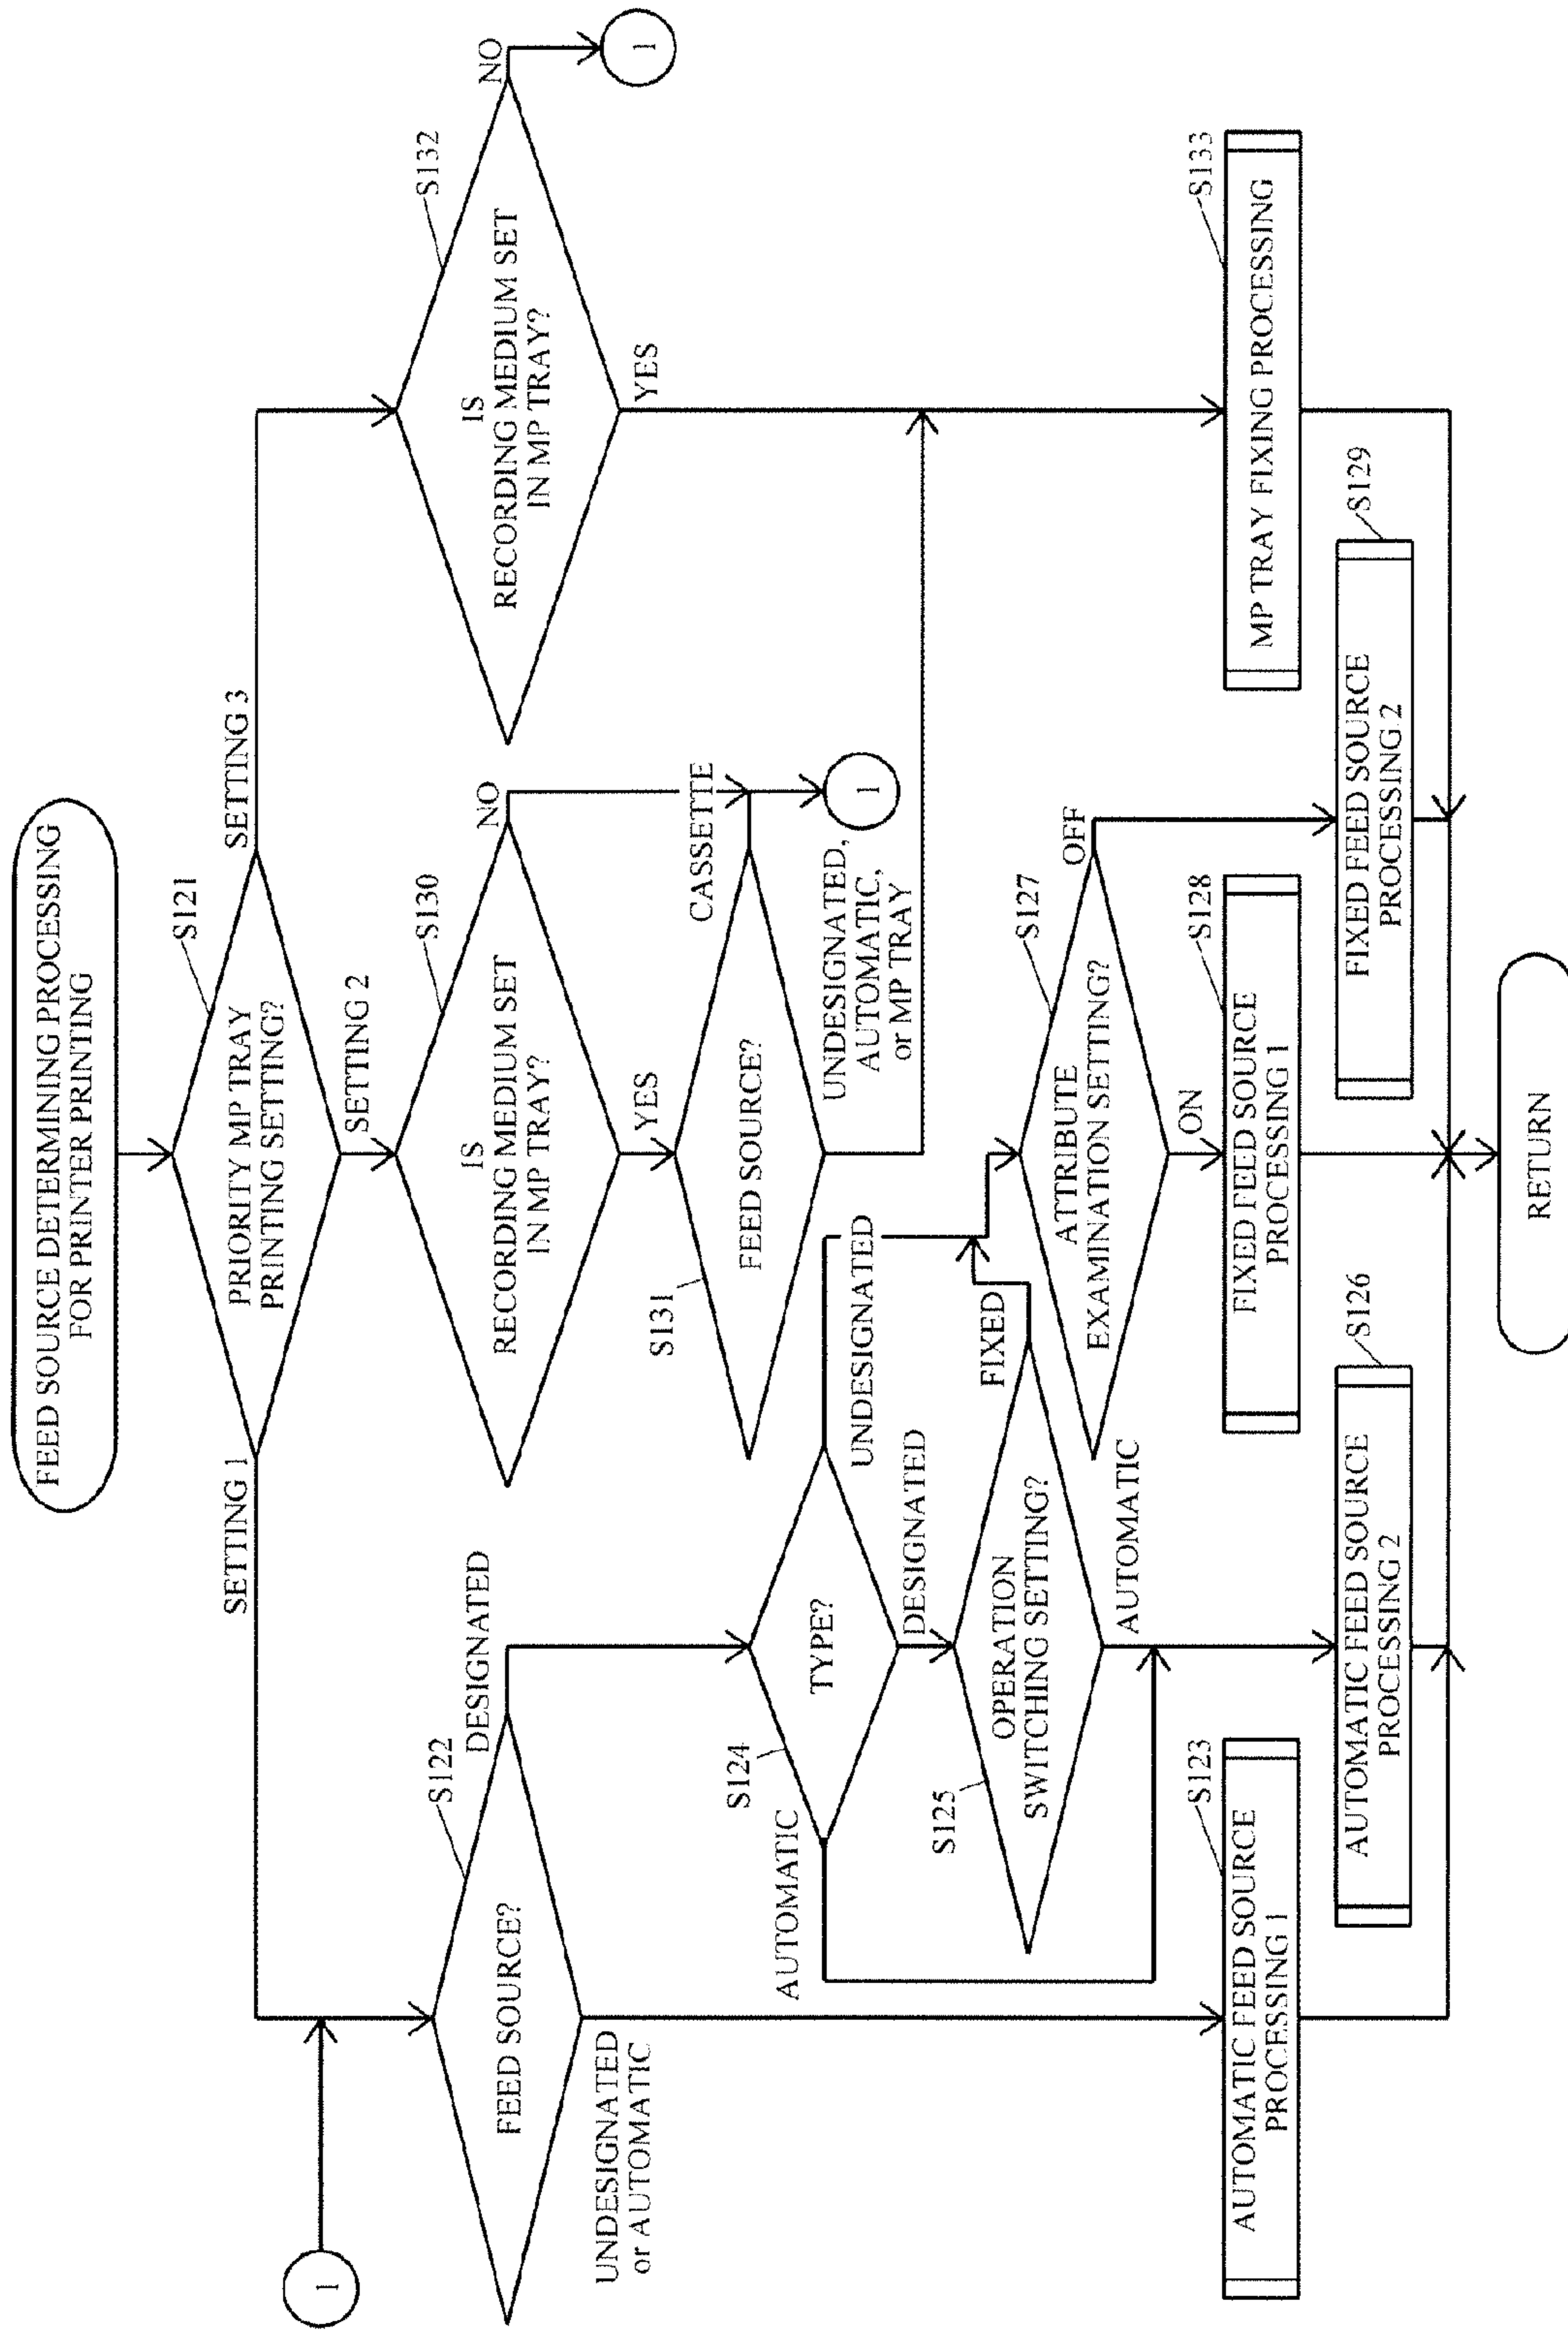 FEED SOURCE DETERMINING PROCESSING
FOR PRINTER PRINTING
S121
PRIORITY MP TRAY
PRINTING SETTING?
SETTING 1
SETTING 2
SETTING 3
1
S122
FEED SOURCE?
DESIGNATED
UNDESIGNATED
or AUTOMATIC
S130
IS
RECORDING MEDIUM SET
IN MP TRAY?
NO
YES
S132
IS
RECORDING MEDIUM SET
IN MP TRAY?
NO
1
YES
S131
FEED SOURCE?
CASSETTE
1
UNDESIGNATED,
AUTOMATIC,
or MP TRAY
S124
TYPE?
AUTOMATIC
UNDESIGNATED
DESIGNATED
S125
OPERATION
SWITCHING SETTING?
FIXED
AUTOMATIC
S127
ATTRIBUTE
EXAMINATION SETTING?
OFF
ON
S123
AUTOMATIC FEED SOURCE
PROCESSING 1
S128
FIXED FEED SOURCE
PROCESSING 1
S133
MP TRAY FIXING PROCESSING
S126
AUTOMATIC FEED SOURCE
PROCESSING 2
S129
FIXED FEED SOURCE
PROCESSING 2
RETURN